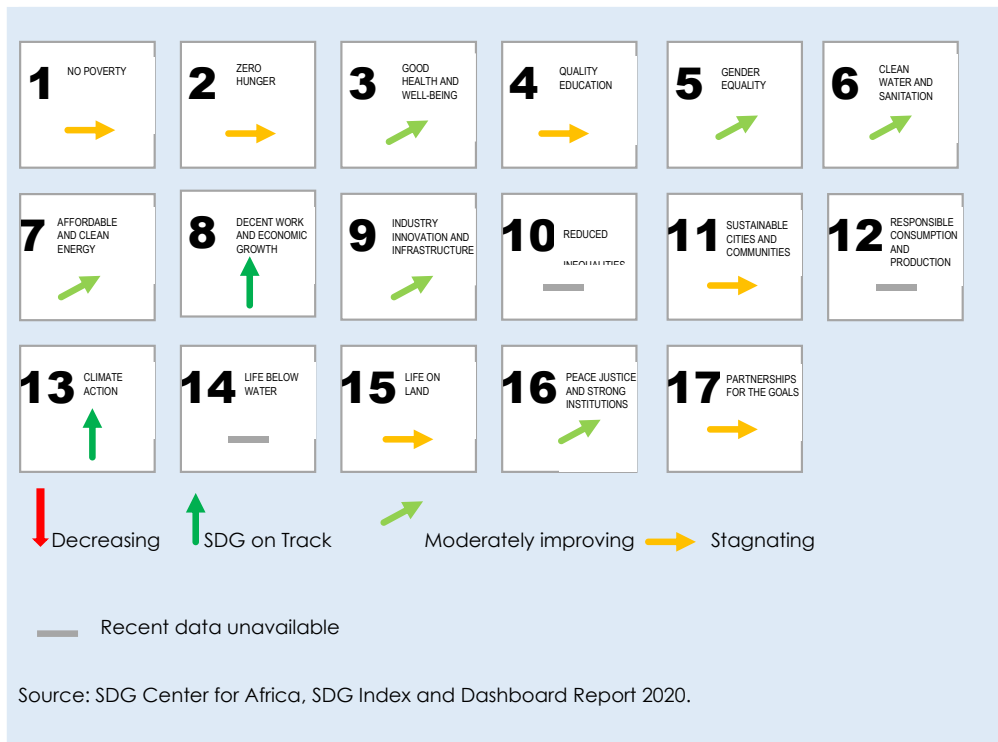 1 NO POVERTY
2 ZERO
HUNGER
3 GOOD
HEALTH AND
WELL-BEING
4 QUALITY
EDUCATION
5 GENDER
EQUALITY
6 CLEAN
WATER AND
SANITATION
7 AFFORDABLE
AND CLEAN
ENERGY
8 DECENT WORK
AND ECONOMIC
GROWTH
9 INDUSTRY
INNOVATION AND
INFRASTRUCTURE
10 REDUCED
INEQUALITIES
11 SUSTAINABLE
CITIES AND
COMMUNITIES
12 RESPONSIBLE
CONSUMPTION
AND
PRODUCTION
13 CLIMATE
ACTION
14 LIFE BELOW
WATER
15 LIFE ON
LAND
16 PEACE JUSTICE
AND STRONG
INSTITUTIONS
17 PARTNERSHIPS
FOR THE GOALS
Decreasing SDG on Track Moderately improving Stagnating
Recent data unavailable
Source: SDG Center for Africa, SDG Index and Dashboard Report 2020.